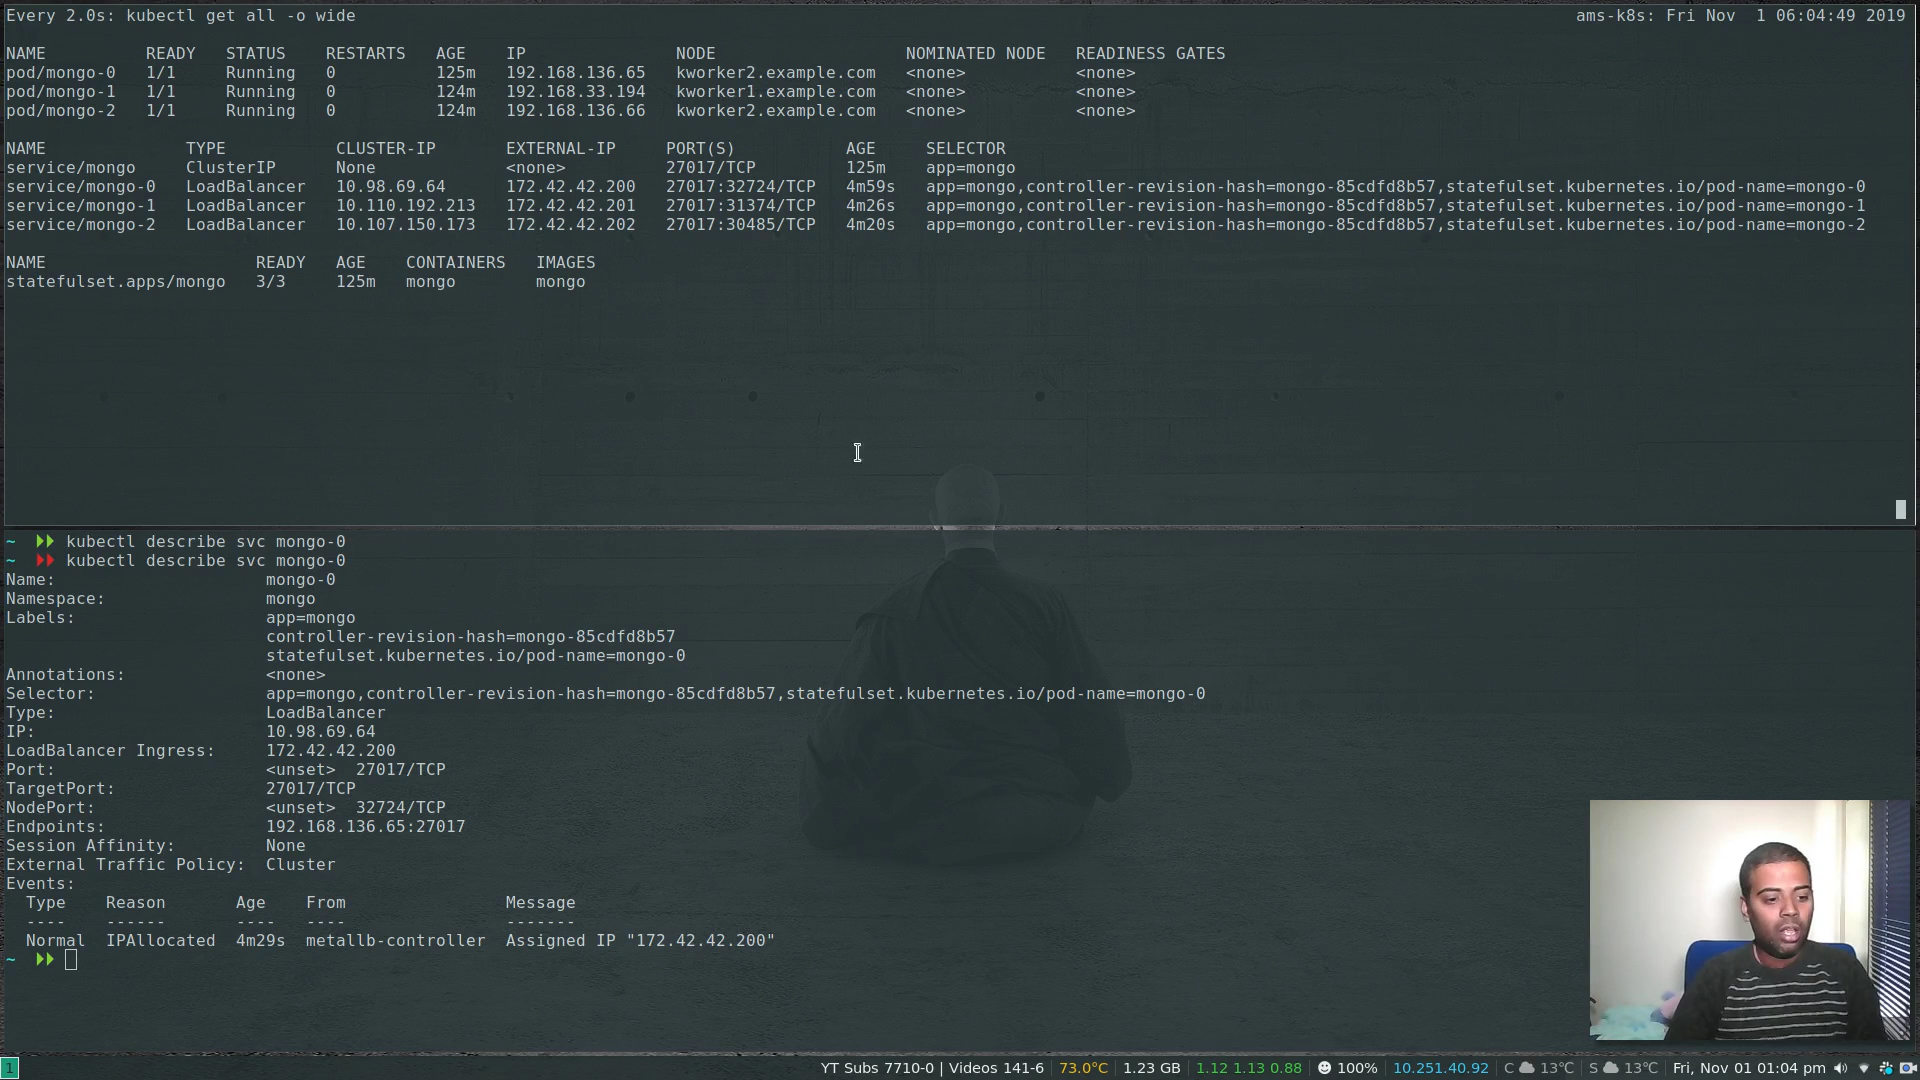 Every 2.0s: kubectl get all -o wide ams-k8s: Fri Nov  1 06:04:49 2019
NAME READY STATUS RESTARTS AGE IP NODE NOMINATED NODE READINESS GATES
pod/mongo-0 1/1 Running 0 125m 192.168.136.65 kworker2.example.com <none> <none>
pod/mongo-1 1/1 Running 0 124m 192.168.33.194 kworker1.example.com <none> <none>
pod/mongo-2 1/1 Running 0 124m 192.168.136.66 kworker2.example.com <none> <none>
NAME TYPE CLUSTER-IP EXTERNAL-IP PORT(S) AGE SELECTOR
service/mongo ClusterIP None <none> 27017/TCP 125m app=mongo
service/mongo-0 LoadBalancer 10.98.69.64 172.42.42.200 27017:32724/TCP 4m59s app=mongo,controller-revision-hash=mongo-85cdfd8b57,statefulset.kubernetes.io/pod-name=mongo-0
service/mongo-1 LoadBalancer 10.110.192.213 172.42.42.201 27017:31374/TCP 4m26s app=mongo,controller-revision-hash=mongo-85cdfd8b57,statefulset.kubernetes.io/pod-name=mongo-1
service/mongo-2 LoadBalancer 10.107.150.173 172.42.42.202 27017:30485/TCP 4m20s app=mongo,controller-revision-hash=mongo-85cdfd8b57,statefulset.kubernetes.io/pod-name=mongo-2
NAME READY AGE CONTAINERS IMAGES
statefulset.apps/mongo 3/3 125m mongo mongo
~ kubectl describe svc mongo-0
~ kubectl describe svc mongo-0
Name: mongo-0
Namespace: mongo
Labels: app=mongo
controller-revision-hash=mongo-85cdfd8b57
statefulset.kubernetes.io/pod-name=mongo-0
Annotations: <none>
Selector: app=mongo,controller-revision-hash=mongo-85cdfd8b57,statefulset.kubernetes.io/pod-name=mongo-0
Type: LoadBalancer
IP: 10.98.69.64
LoadBalancer Ingress: 172.42.42.200
Port: <unset> 27017/TCP
TargetPort: 27017/TCP
NodePort: <unset> 32724/TCP
Endpoints: 192.168.136.65:27017
Session Affinity: None
External Traffic Policy: Cluster
Events:
Type Reason Age From Message
---- ------ ---- ---- -------
Normal IPAllocated 4m29s metallb-controller Assigned IP "172.42.42.200"
~
1 YT Subs 7710-0 | Videos 141-6 73.0°C 1.23 GB 1.12 1.13 0.88 100% 10.251.40.92 C 13°C S 13°C Fri, Nov 01 01:04 pm